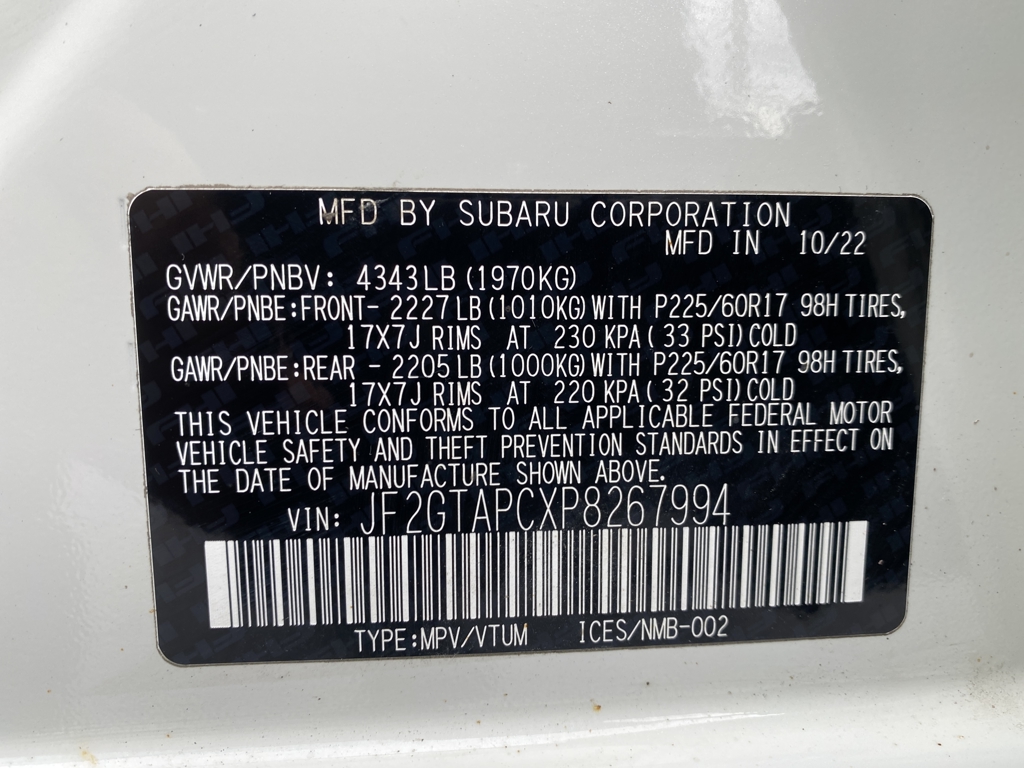 MFD BY SUBARU CORPORATION
MFD IN 10/22
GVWR/PNBV: 4343LB (1970KG)
GAWR/PNBE:FRONT- 2227LB (1010KG)WITH P225/60R17 98H TIRES,
17X7J RIMS AT 230 KPA( 33 PSI)COLD
GAWR/PNBE:REAR - 2205LB (1000KG)WITH P225/60R17 98H TIRES,
17X7J RIMS AT 220 KPA( 32 PSI)COLD
THIS VEHICLE CONFORMS TO ALL APPLICABLE FEDERAL MOTOR
VEHICLE SAFETY AND THEFT PREVENTION STANDARDS IN EFFECT ON
THE DATE OF MANUFACTURE SHOWN ABOVE.
VIN: JF2GTAPCXP8267994
TYPE:MPV/VTUM ICES/NMB-002